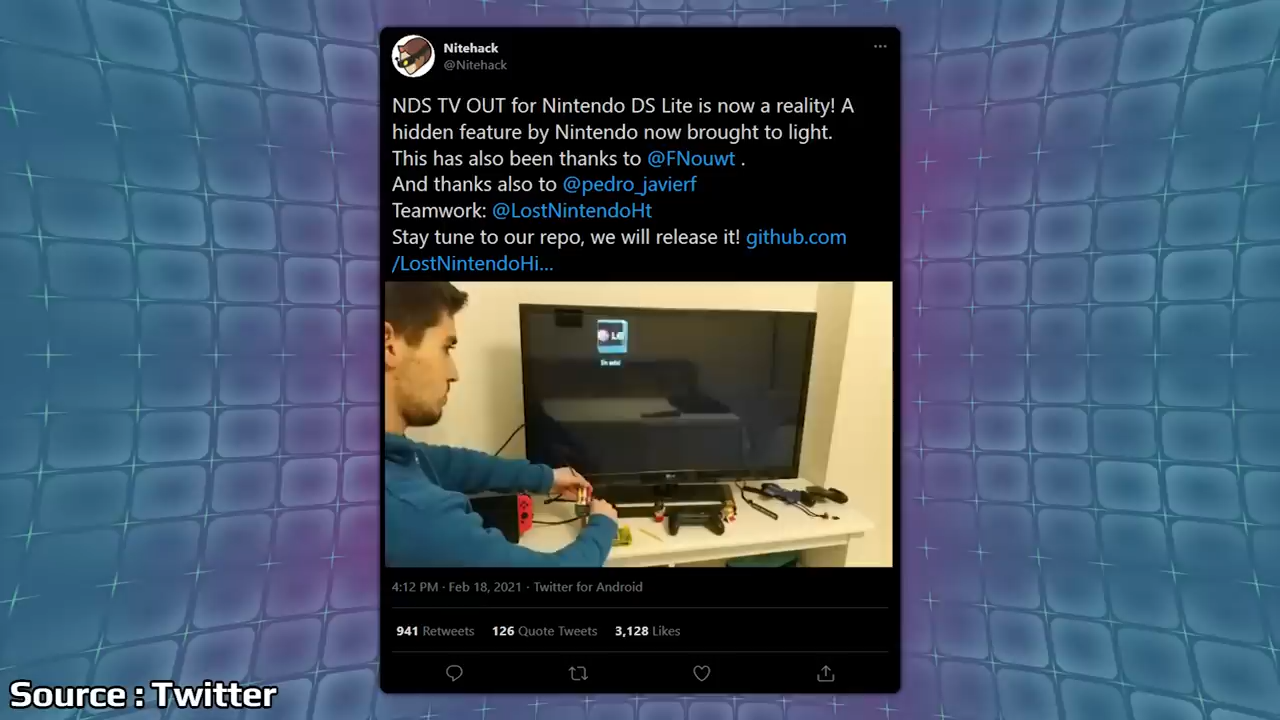 Nitehack
@Nitehack
NDS TV OUT for Nintendo DS Lite is now a reality! A
hidden feature by Nintendo now brought to light.
This has also been thanks to @FNouwt .
And thanks also to @pedro_javierf
Teamwork: @LostNintendoHt
Stay tune to our repo, we will release it! github.com
/LostNintendoHi...
4:12 PM · Feb 18, 2021 · Twitter for Android
941 Retweets 126 Quote Tweets 3,128 Likes
Source : Twitter